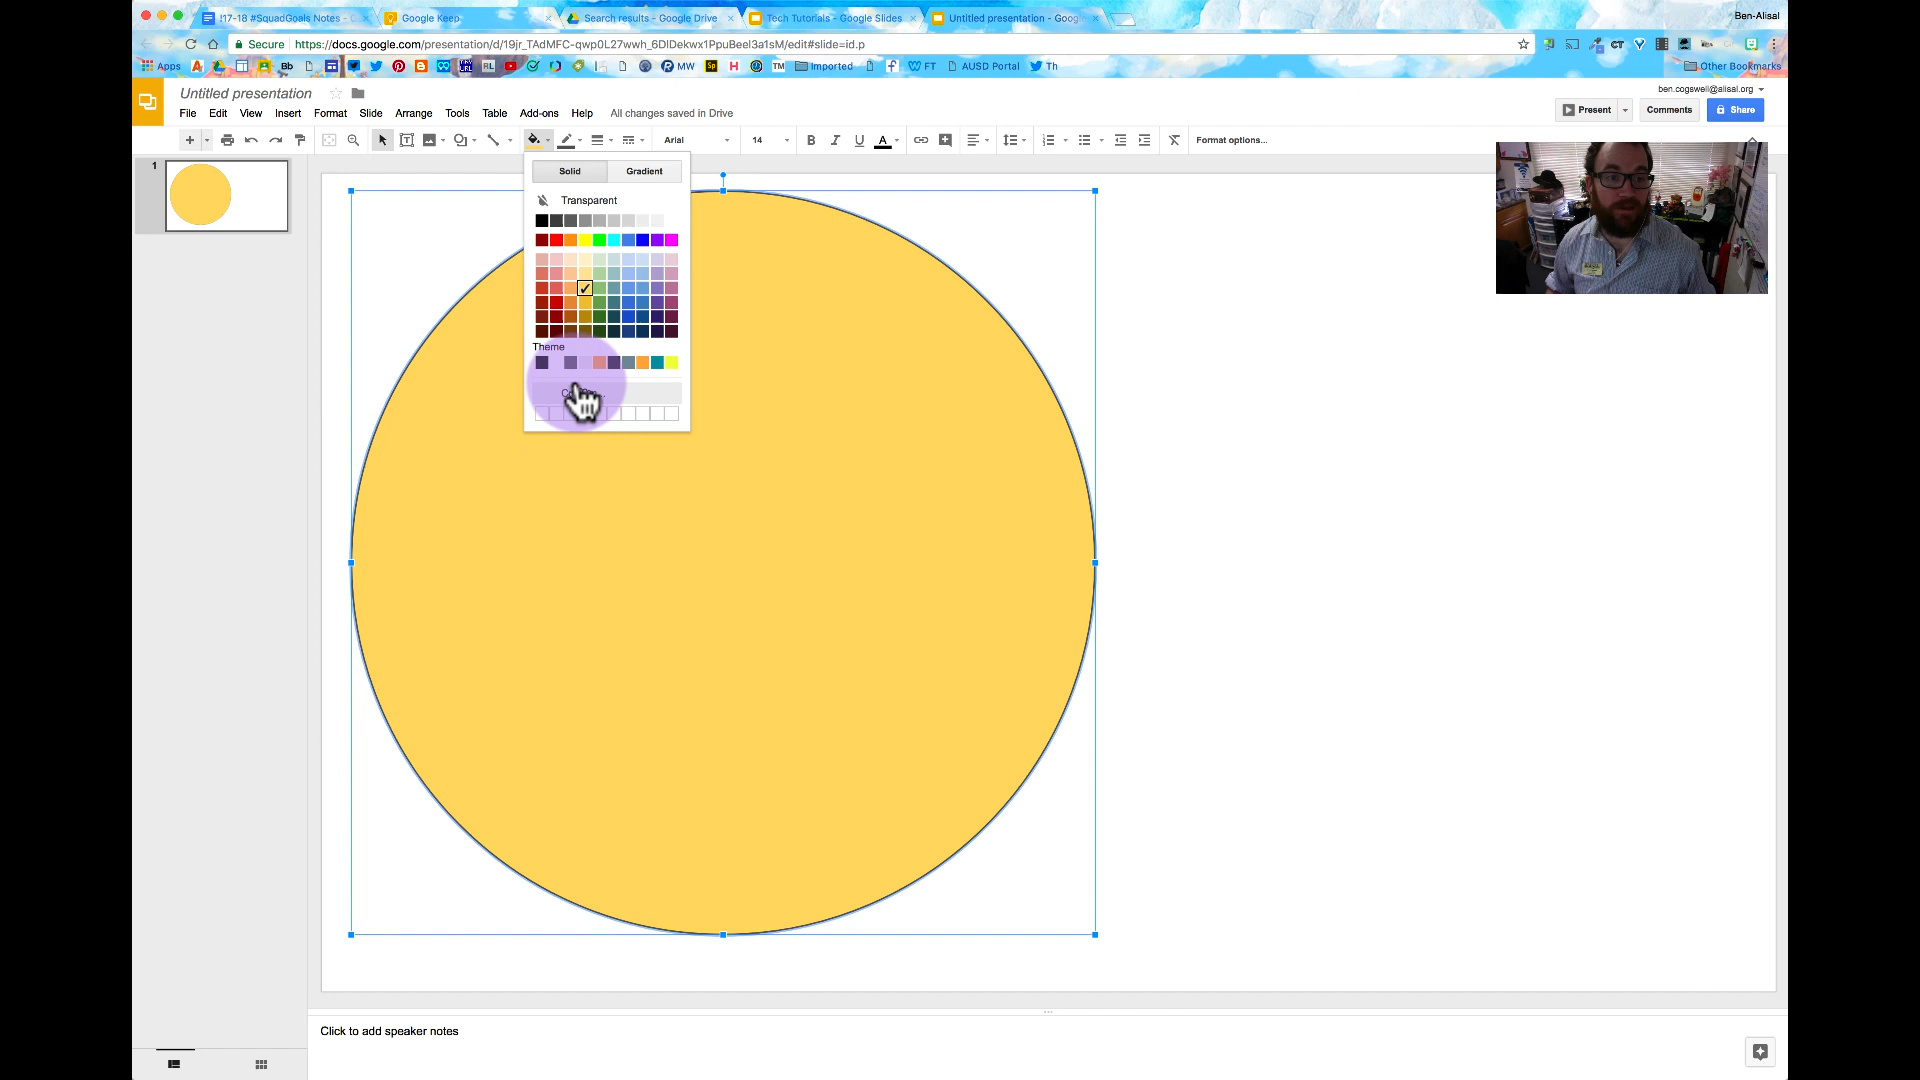 !17-18 #SquadGoals Notes - D
Google Keep
Search results - Google Drive
Tech Tutorials - Google Slides
Untitled presentation - Goog
Ben-Alisal
Secure https://docs.google.com/presentation/d/19jr_TAdMFC-qwp0L27wwh_6DlDekwx1PpuBeel3a1sM/edit#slide=id.p
Apps Bb RL MW Sp H TM Imported FT AUSD Portal Th Other Bookmarks
Untitled presentation
ben.cogswell@alisal.org
File Edit View Insert Format Slide Arrange Tools Table Add-ons Help All changes saved in Drive
Present Comments Share
Arial 14 B I U A Format options...
1
Solid Gradient
Transparent
Theme
Click to add speaker notes